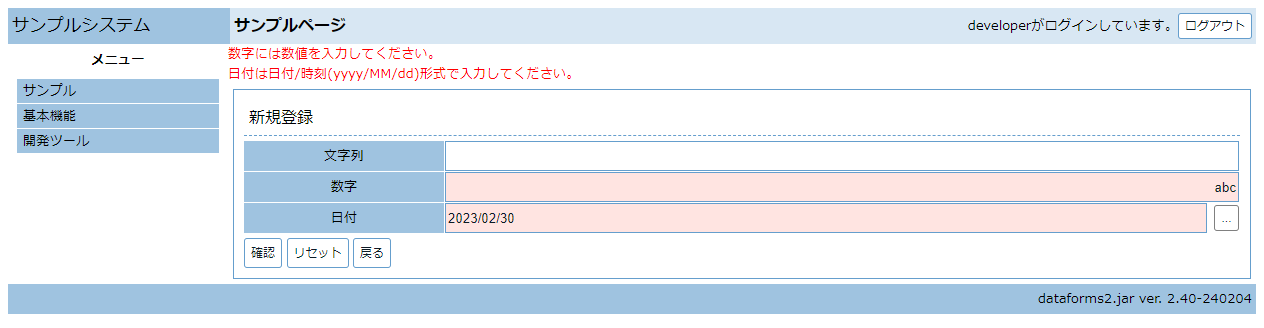 サンプルシステム
サンプルページ
developerがログインしています。 ログアウト
メニュー
サンプル
基本機能
開発ツール
数字には数値を入力してください。
日付は日付/時刻(yyyy/MM/dd)形式で入力してください。
新規登録
文字列
数字 abc
日付 2023/02/30 ...
確認 リセット 戻る
dataforms2.jar ver. 2.40-240204